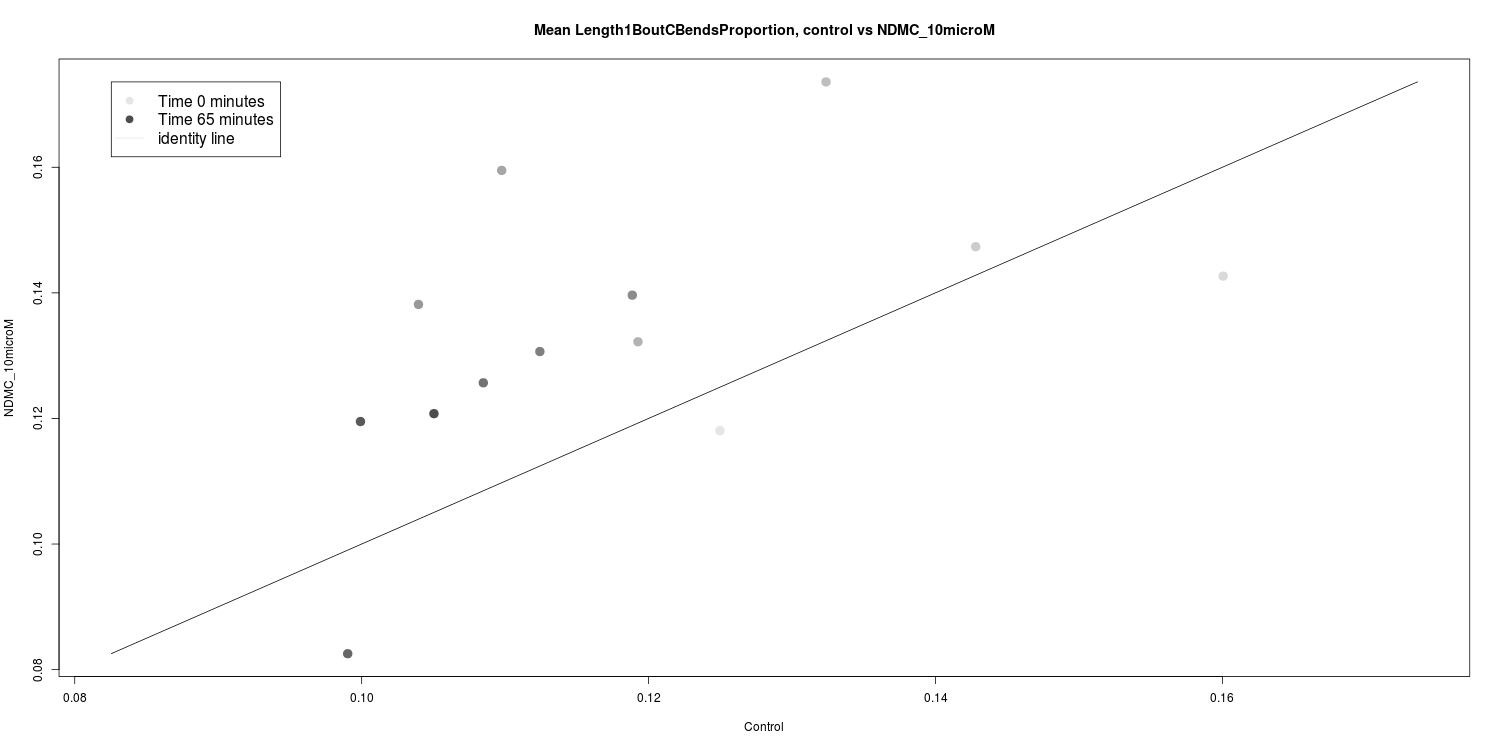 Mean Length1BoutCBendsProportion, control vs NDMC_10microM
Time 0 minutes
Time 65 minutes
identity line
NDMC_10microM
0.16
0.14
0.12
0.10
0.08
0.08 0.10 0.12 0.14 0.16
Control